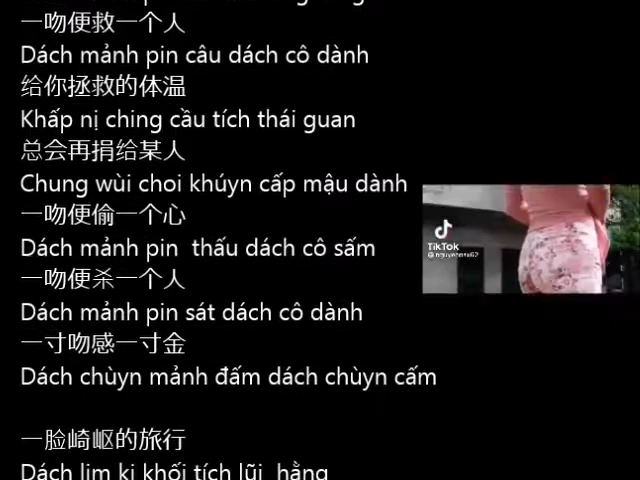 一吻便救一个人
Dách mảnh pin câu dách cô dành
给你拯救的体温
Khấp nị ching cầu tích thái guan
总会再捐给某人
Chung wùi choi khúyn cấp mậu dành
一吻便偷一个心
Dách mảnh pin thấu dách cô sấm
一吻便杀一个人
Dách mảnh pin sát dách cô dành
一寸吻感一寸金
Dách chùyn mảnh đấm dách chùyn cấm
一脸崎岖的旅行
Dách lim ki khối tích lũi hằng
TikTok